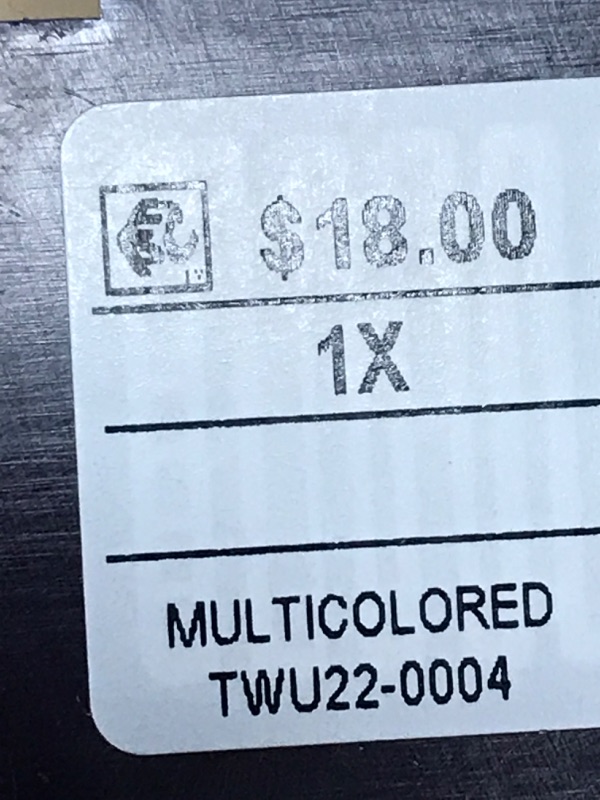 $18.00
1X
MULTICOLORED
TWU22-0004